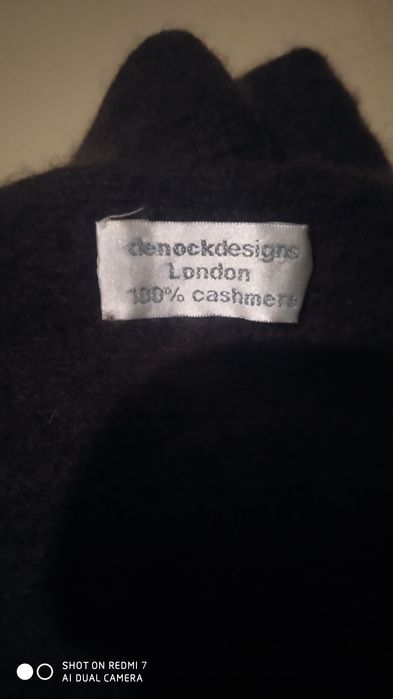 denockdesigns
London
100% cashmere
SHOT ON REDMI 7
AI DUAL CAMERA